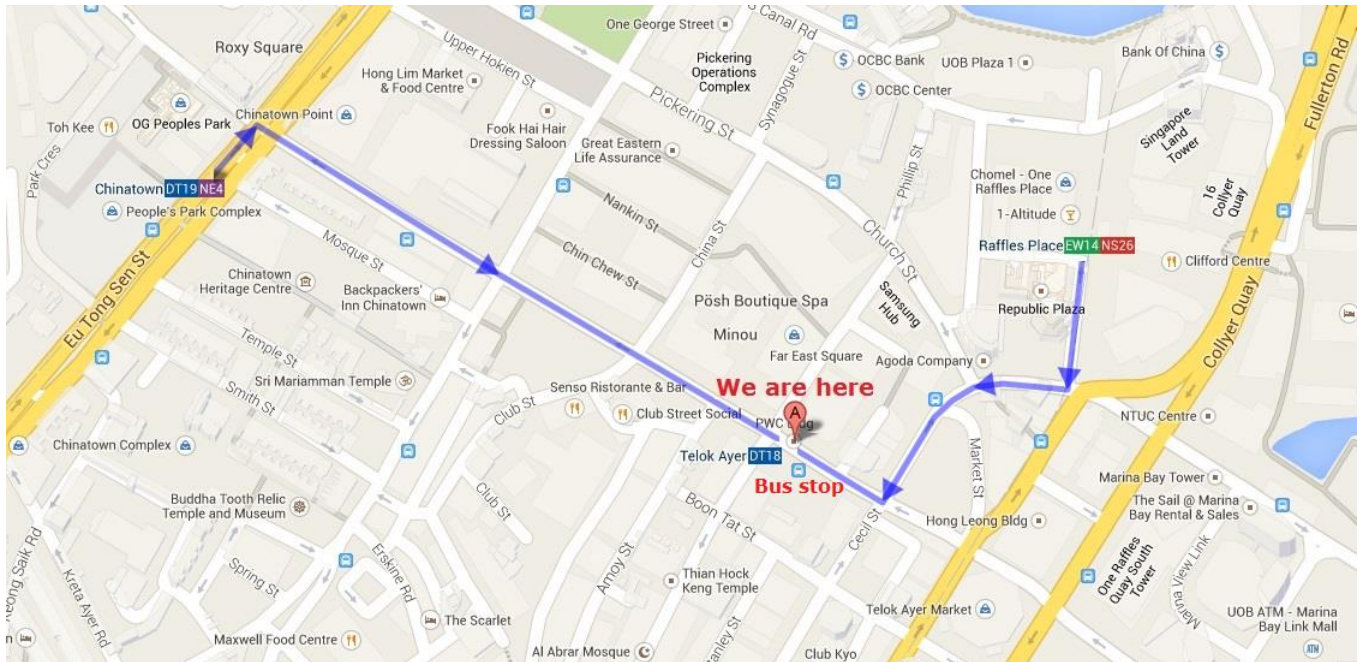 One George Street
S Canal Rd
Bank Of China
Roxy Square
Upper Hokien St
Pickering
Operations
Complex
OCBC Bank
UOB Plaza 1
Fullerton Rd
Hong Lim Market
& Food Centre
Synagogue St
OCBC Center
Chinatown Point
Pickering St
Toh Kee
OG Peoples Park
Fook Hai Hair
Dressing Saloon
Great Eastern
Life Assurance
Singapore
Land
Tower
Park Cres
Phillip St
Chomel - One
Raffles Place
16
Collyer
Quay
Chinatown DT19 NE4
People's Park Complex
Nankin St
1-Altitude
Mosque St
China St
Church St
Raffles Place EW14 NS26
Clifford Centre
Chin Chew St
Eu Tong Sen St
Chinatown
Heritage Centre
Backpackers'
Inn Chinatown
Pösh Boutique Spa
Samsung
Hub
Republic Plaza
Collyer Quay
Minou
Temple St
Far East Square
Agoda Company
Sri Mariamman Temple
Senso Ristorante & Bar
We are here
Smith St
Club St
Club Street Social
A
PWC Bldg
NTUC Centre
Chinatown Complex
Telok Ayer DT18
Market St
Marina Bay Tower
Bus stop
Buddha Tooth Relic
Temple and Museum
Club St
Boon Tat St
Cecil St
Hong Leong Bldg
The Sail @ Marina
Bay Rental & Sales
Keong Saik Rd
Kreta Ayer Rd
Spring St
Erskine Rd
Amoy St
Thian Hock
Keng Temple
One Raffles
Quay South
Tower
Marina View Link
The Scarlet
Telok Ayer Market
UOB ATM - Marina
Bay Link Mall
Maxwell Food Centre
Al Abrar Mosque
Stanley St
Club Kyo
ATM